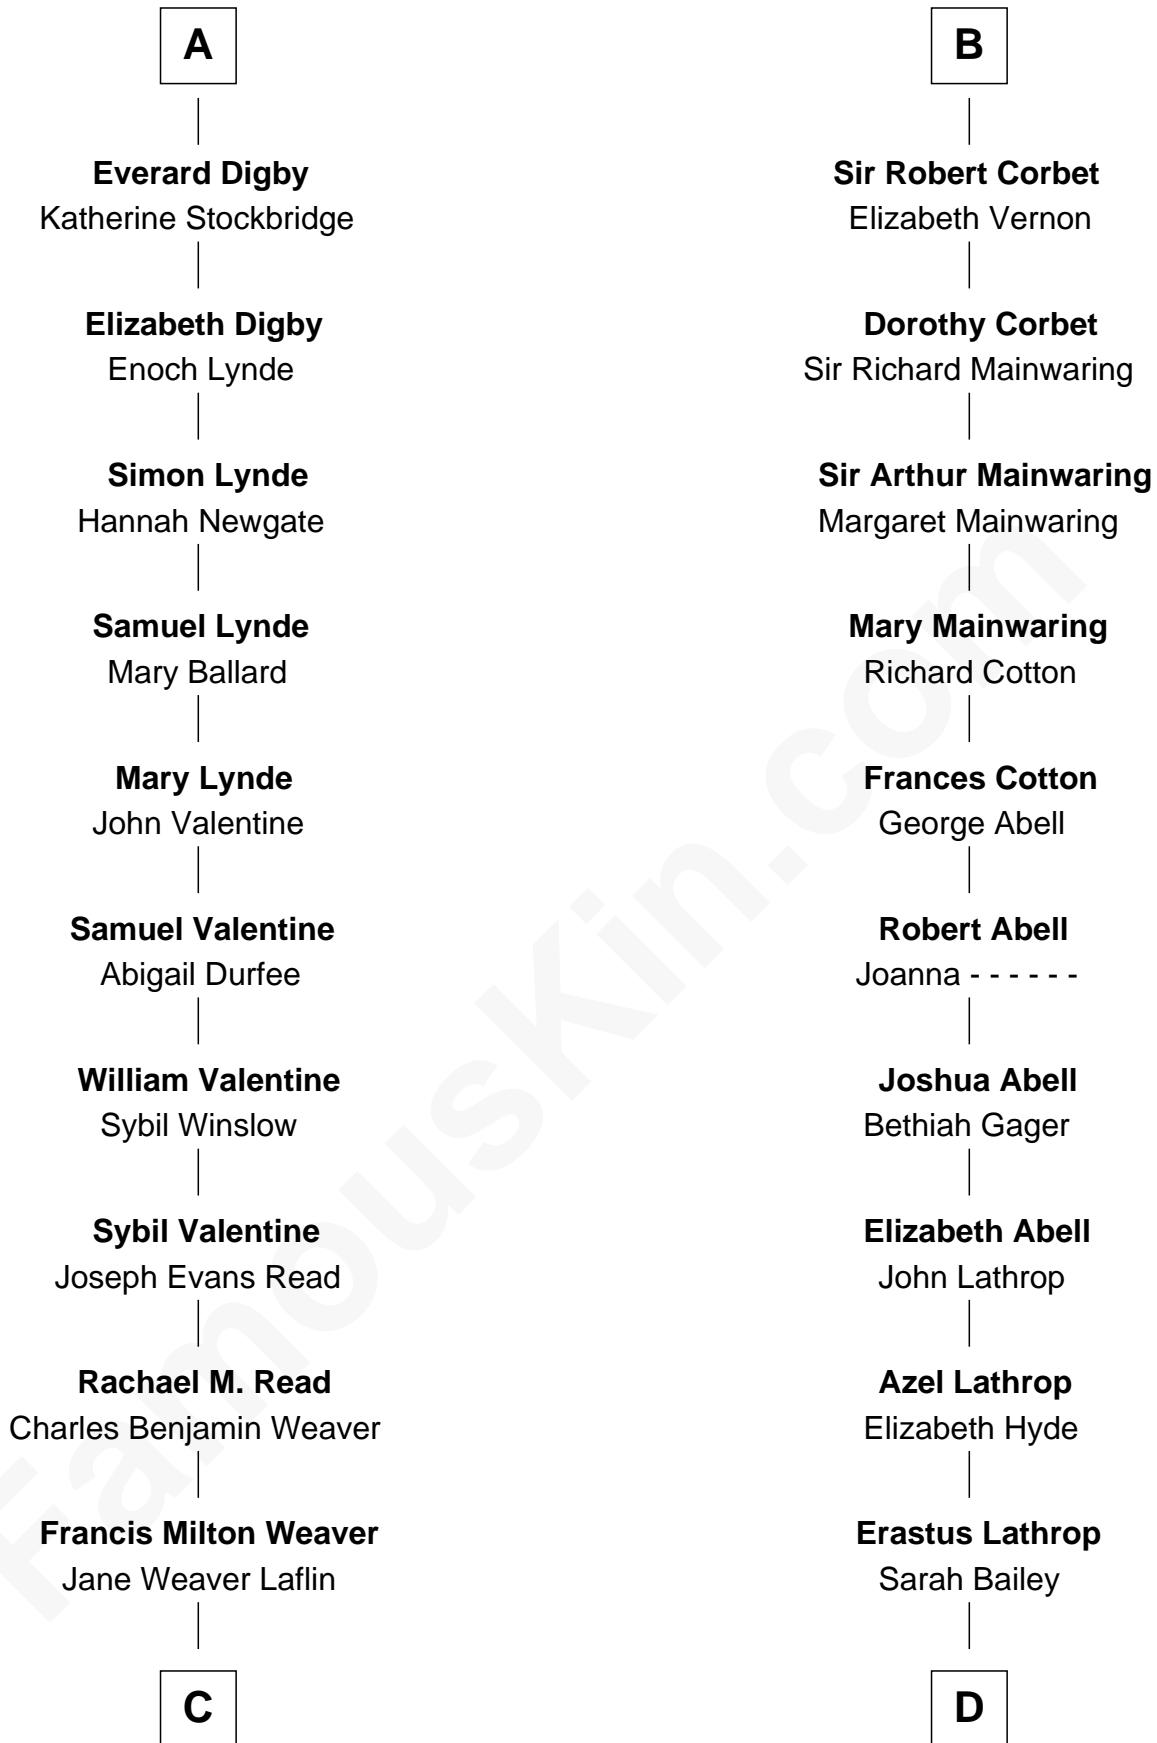 A
Everard Digby
Katherine Stockbridge
Elizabeth Digby
Enoch Lynde
Simon Lynde
Hannah Newgate
Samuel Lynde
Mary Ballard
Mary Lynde
John Valentine
Samuel Valentine
Abigail Durfee
William Valentine
Sybil Winslow
Sybil Valentine
Joseph Evans Read
Rachael M. Read
Charles Benjamin Weaver
Francis Milton Weaver
Jane Weaver Laflin
C
B
Sir Robert Corbet
Elizabeth Vernon
Dorothy Corbet
Sir Richard Mainwaring
Sir Arthur Mainwaring
Margaret Mainwaring
Mary Mainwaring
Richard Cotton
Frances Cotton
George Abell
Robert Abell
Joanna - - - - - -
Joshua Abell
Bethiah Gager
Elizabeth Abell
John Lathrop
Azel Lathrop
Elizabeth Hyde
Erastus Lathrop
Sarah Bailey
D
FamousKin.com